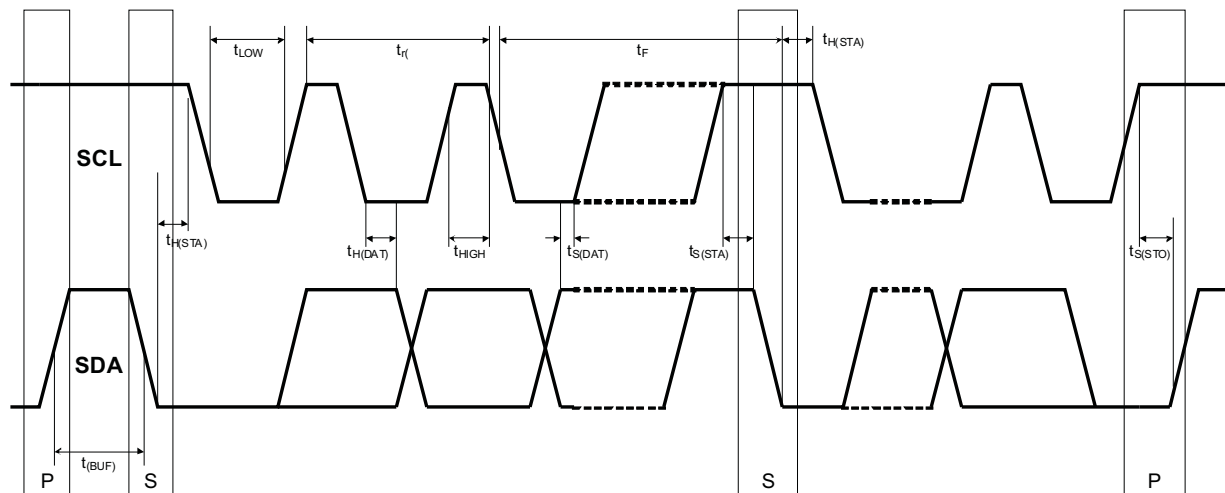 tLOW
tr(
tF
tH(STA)
SCL
tH(STA)
tH(DAT)
tHIGH
tS(DAT)
tS(STA)
tS(STO)
SDA
t(BUF)
P
S
S
P